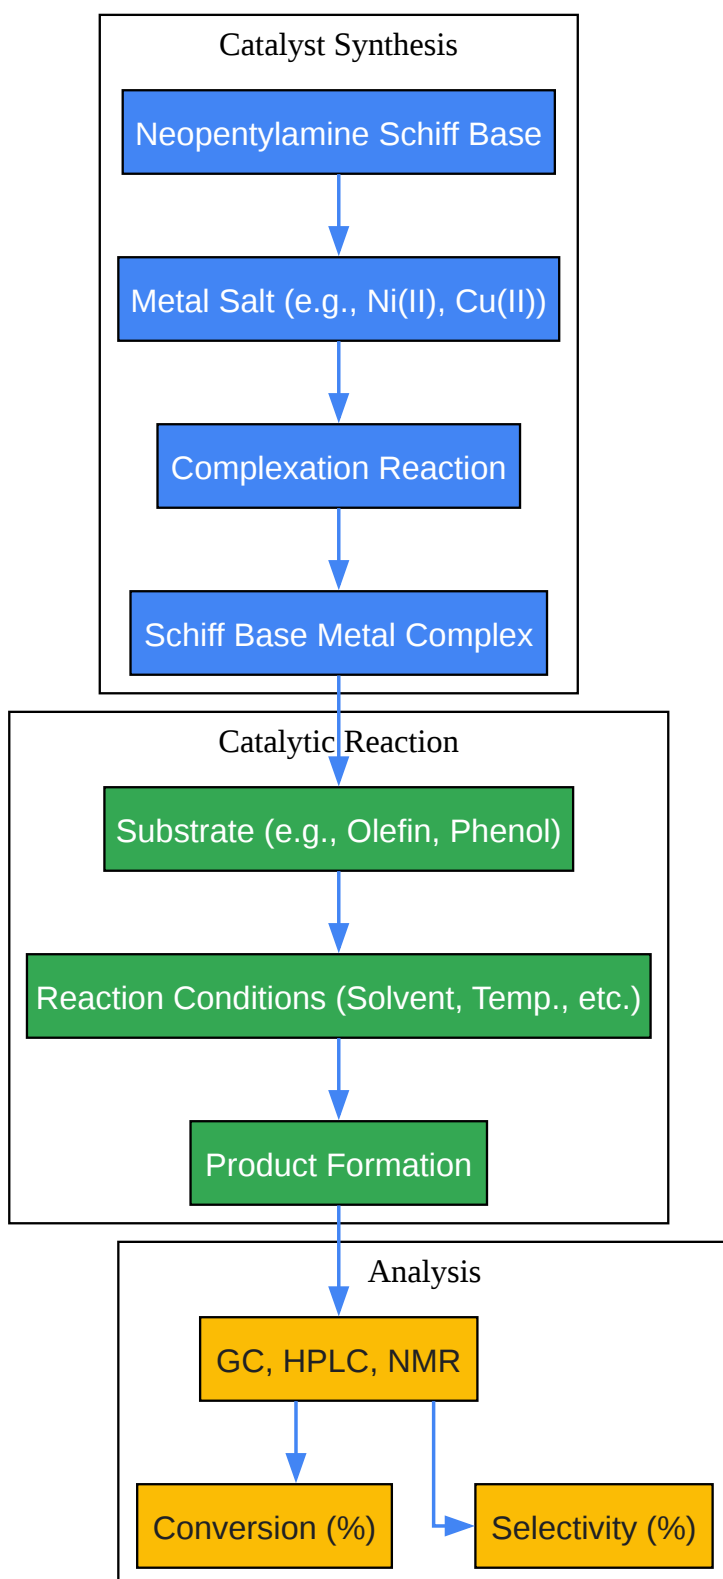 Catalyst Synthesis
Neopentylamine Schiff Base
Metal Salt (e.g., Ni(II), Cu(II))
Complexation Reaction
Schiff Base Metal Complex
Catalytic Reaction
Substrate (e.g., Olefin, Phenol)
Reaction Conditions (Solvent, Temp., etc.)
Product Formation
Analysis
GC, HPLC, NMR
Conversion (%)
Selectivity (%)